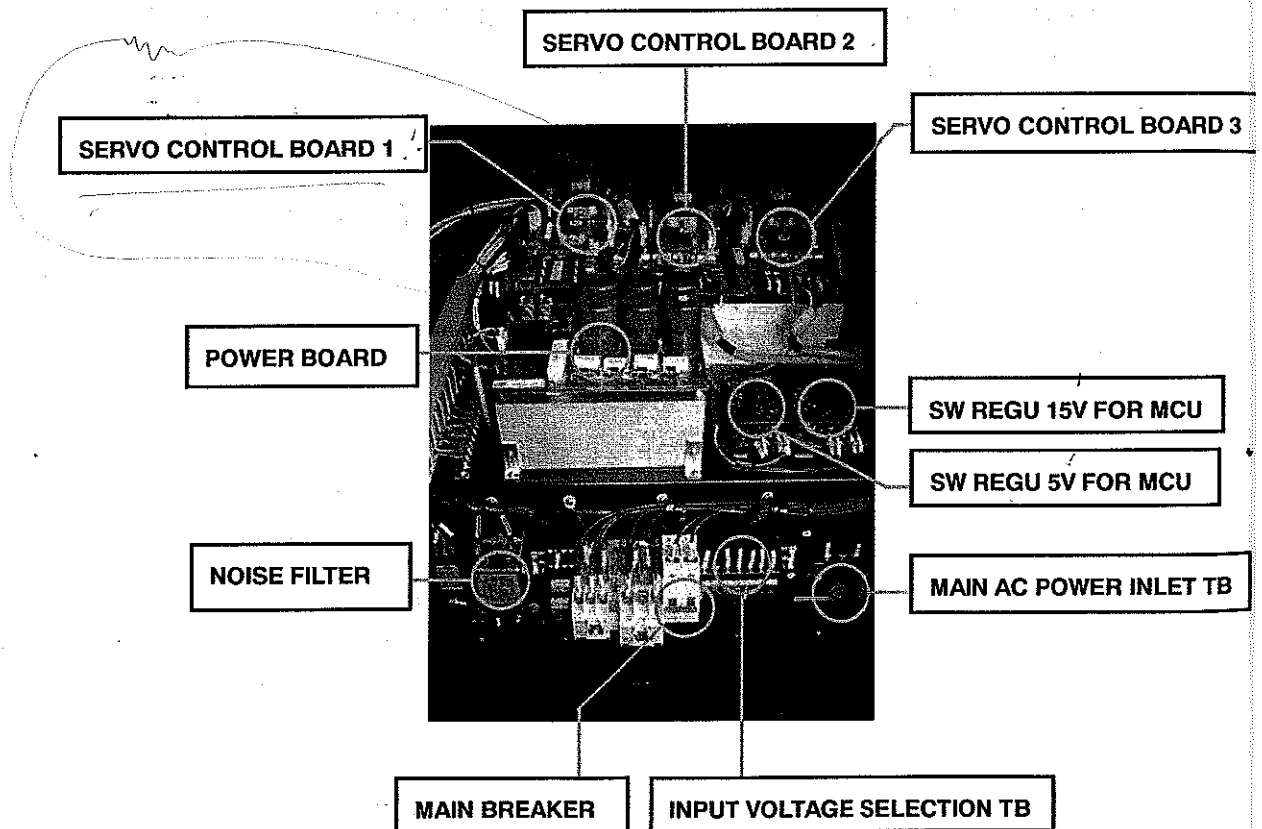 SERVO CONTROL BOARD 2
SERVO CONTROL BOARD 3
SERVO CONTROL BOARD 1
POWER BOARD
SW REGU 15V FOR MCU
SW REGU 5V FOR MCU
NOISE FILTER
MAIN AC POWER INLET TB
MAIN BREAKER
INPUT VOLTAGE SELECTION TB